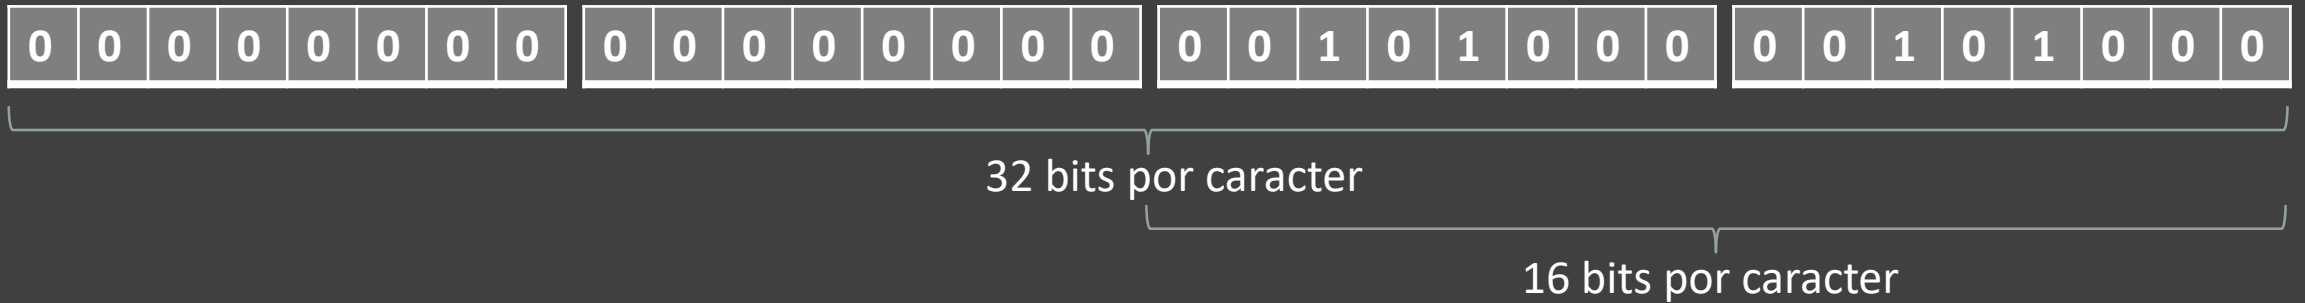 0 0 0 0 0 0 0 0 0 0 0 0 0 0 0 0 0 0 1 0 1 0 0 0 0 0 1 0 1 0 0 0
32 bits por caracter
16 bits por caracter